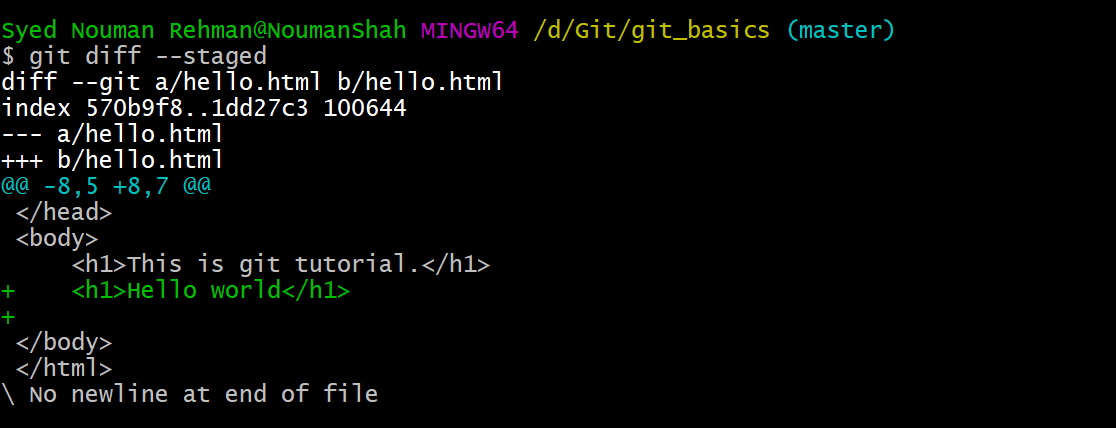 Syed Nouman Rehman@NoumanShah MINGW64 /d/Git/git_basics (master)
$ git diff --staged
diff --git a/hello.html b/hello.html
index 570b9f8..1dd27c3 100644
--- a/hello.html
+++ b/hello.html
@@ -8,5 +8,7 @@
 </head>
 <body>
     <h1>This is git tutorial.</h1>
+    <h1>Hello world</h1>
+
 </body>
 </html>
\ No newline at end of file